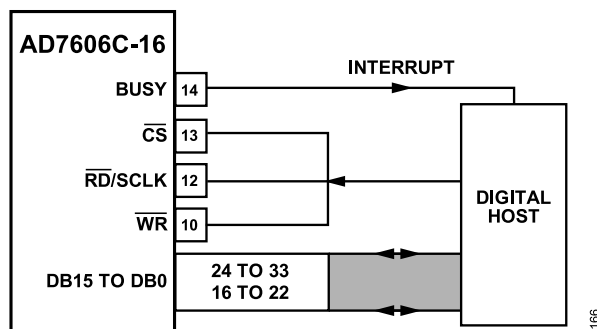 AD7606C-16
INTERRUPT
BUSY 14
CS 13
RD/SCLK 12
WR 10
DIGITAL
HOST
DB15 TO DB0
24 TO 33
16 TO 22
166